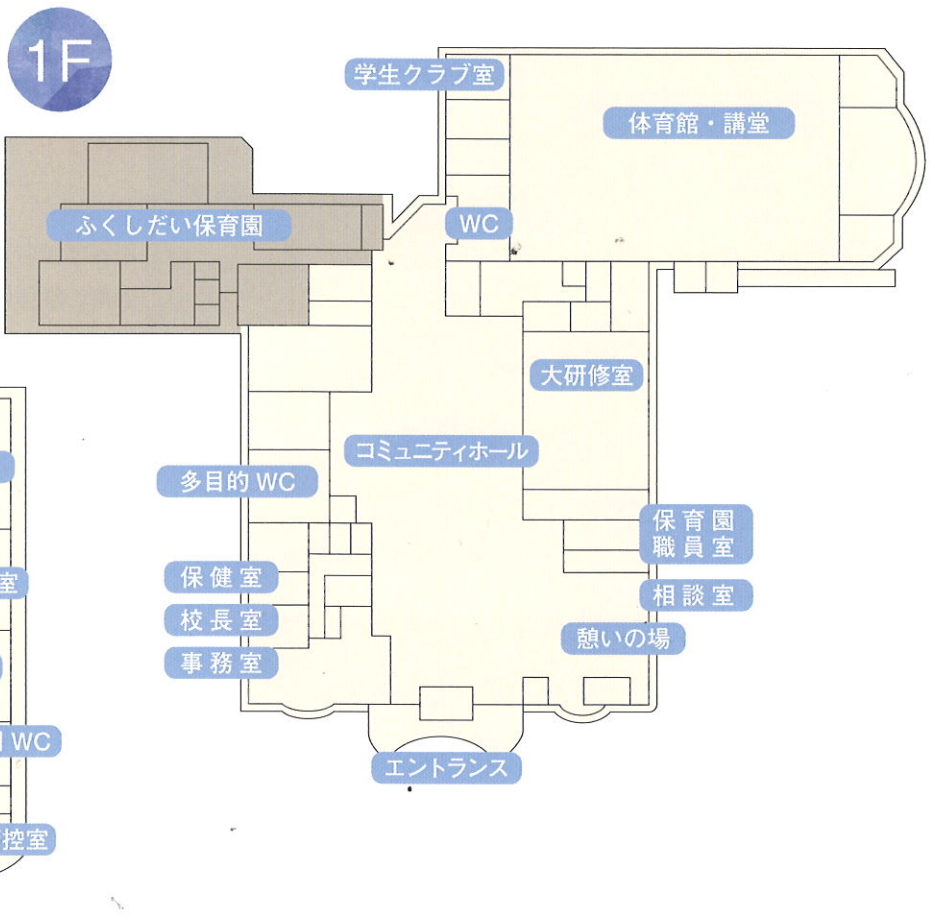 1F
学生クラブ室
体育館・講堂
ふくしだい保育園
WC
大研修室
コミュニティホール
多目的 WC
保育園
職員室
保健室
相談室
校長室
憩いの場
事務室
エントランス
室
WC
控室